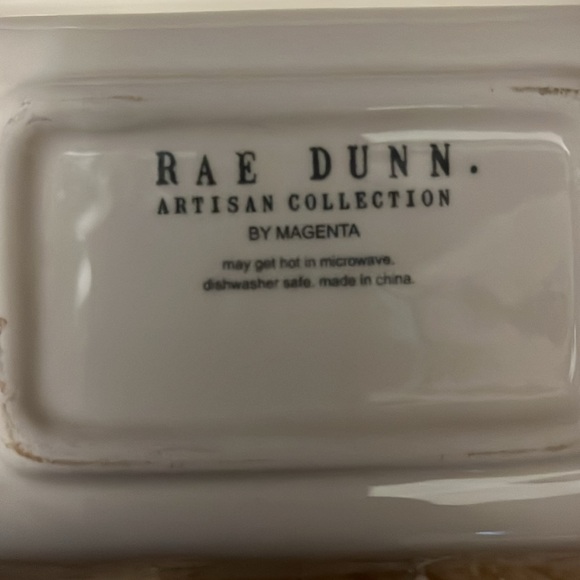 RAE DUNN.
ARTISAN COLLECTION
BY MAGENTA
may get hot in microwave.
dishwasher safe. made in china.